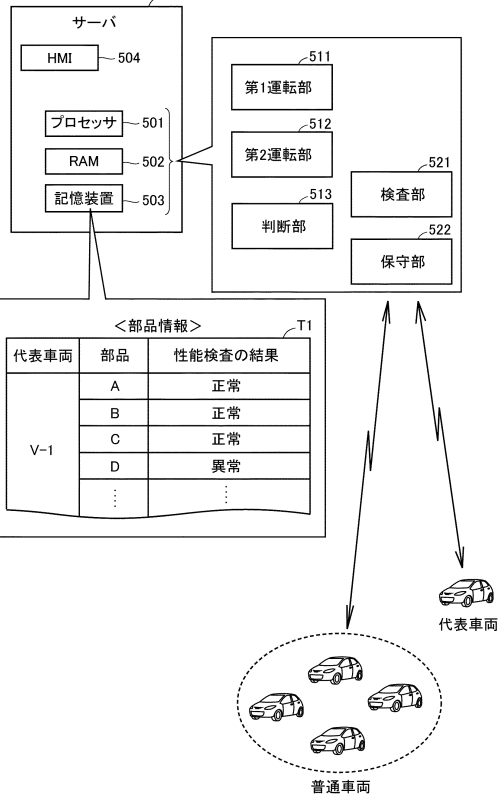 サーバ
HMI 504
プロセッサ 501
RAM 502
記憶装置 503
511
第1運転部
512
第2運転部
513
判断部
521
検査部
522
保守部
<部品情報>
T1
代表車両 部品 性能検査の結果
V-1
A 正常
B 正常
C 正常
D 異常
代表車両
普通車両